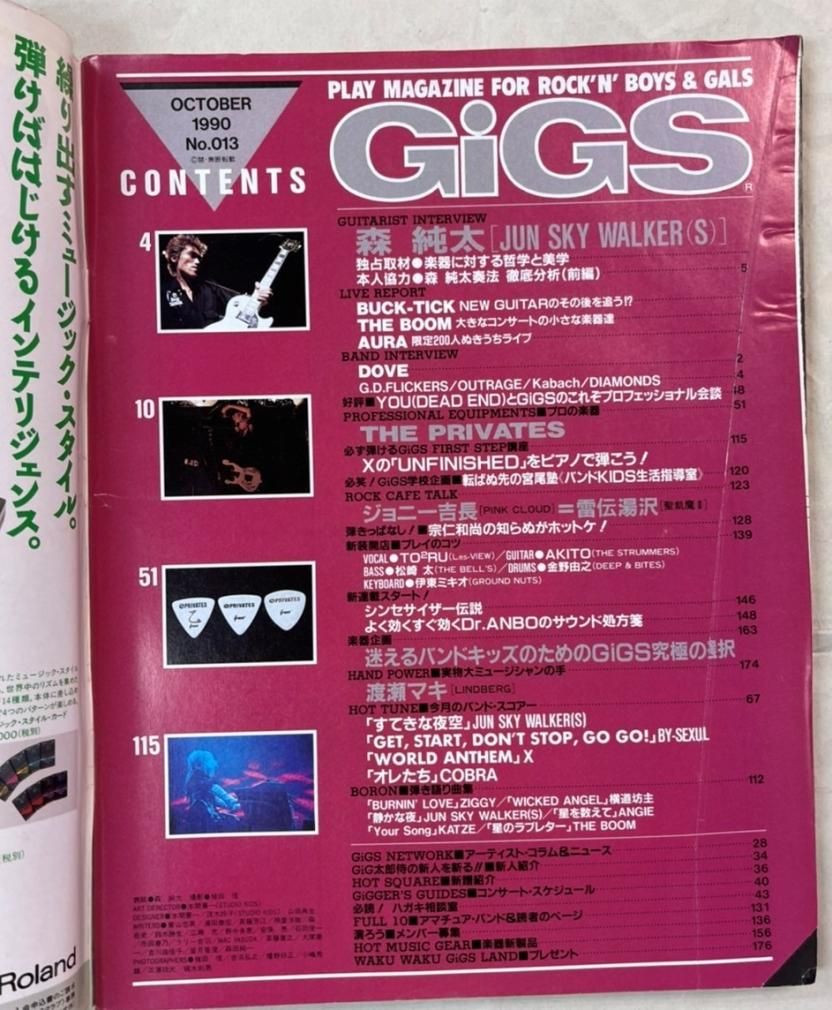 繰り出すミュージック・スタイル。
弾けばはじけるインテリジェンス。
れたミュージック・スタイル
、世界中のリズムを集めた
Roland
OCTOBER
1990
No.013
©禁・無断転載
CONTENTS
PLAY MAGAZINE FOR ROCK'N' BOYS & GALS
GiGS
R
4
10
51
115
GUITARIST INTERVIEW
森 純太[JUN SKY WALKER(S)]
独占取材●楽器に対する哲学と美学
本人協力●森 純太奏法 徹底分析(前編) 5
LIVE REPORT
BUCK-TICK NEW GUITARのその後を追う!?
THE BOOM 大きなコンサートの小さな楽器達
AURA 限定200人ぬきうちライブ
BAND INTERVIEW
DOVE 2
G.D.FLICKERS/OUTRAGE/Kabach/DIAMONDS 4
好評■YOU(DEAD END)とGiGSのこれぞプロフェッショナル会談 48
PROFESSIONAL EQUIPMENTS■プロの楽器 51
THE PRIVATES
必ず弾けるGiGS FIRST STEP講座 115
Xの「UNFINISHED」をピアノで弾こう!
必笑!GiGS学校企画■転ばぬ先の宮尾塾〈バンドKIDS生活指導室〉 120
ROCK CAFE TALK 123
ジョニー吉長[PINK CLOUD]=雷伝湯沢[聖飢魔Ⅱ]
弾きっぱなし!■宗仁和尚の知らぬがホットケ! 128
新装開店■プレイのコツ 139
VOCAL●TO²RU(Les-VIEW)/GUITAR●AKITO(THE STRUMMERS)
BASS●松崎 太(THE BELL'S)/DRUMS●金野由之(DEEP & BITES)
KEYBOARD●伊東ミキオ(GROUND NUTS)
新連載スタート!
シンセサイザー伝説 146
よく効くすぐ効くDr.ANBOのサウンド処方箋 148
楽器企画 163
迷えるバンドキッズのためのGiGS究極の選択
HAND POWER■実物大ミュージシャンの手 174
渡瀬マキ[LINDBERG]
HOT TUNE■今月のバンド・スコアー 67
「すてきな夜空」JUN SKY WALKER(S)
「GET, START, DON'T STOP, GO GO!」BY-SEXUL
「WORLD ANTHEM」X
「オレたち」COBRA
BORON■弾き語り曲集 112
「BURNIN' LOVE」ZIGGY/「WICKED ANGEL」横道坊主
「静かな夜」JUN SKY WALKER(S)/「星を数えて」ANGIE
「Your Song」KATZE/「星のラブレター」THE BOOM
GiGS NETWORK■アーティスト・コラム&ニュース 28
GiG太郎侍の新人を斬る!!■新人紹介 34
HOT SQUARE■新譜紹介 36
GiGGER'S GUIDES■コンサート・スケジュール 40
必読!ハガキ相談室 43
FULL 10■アマチュア・バンド&読者のページ 131
演ろう■メンバー募集 136
HOT MUSIC GEAR■楽器新製品 156
WAKU WAKU GiGS LAND■プレゼント 176